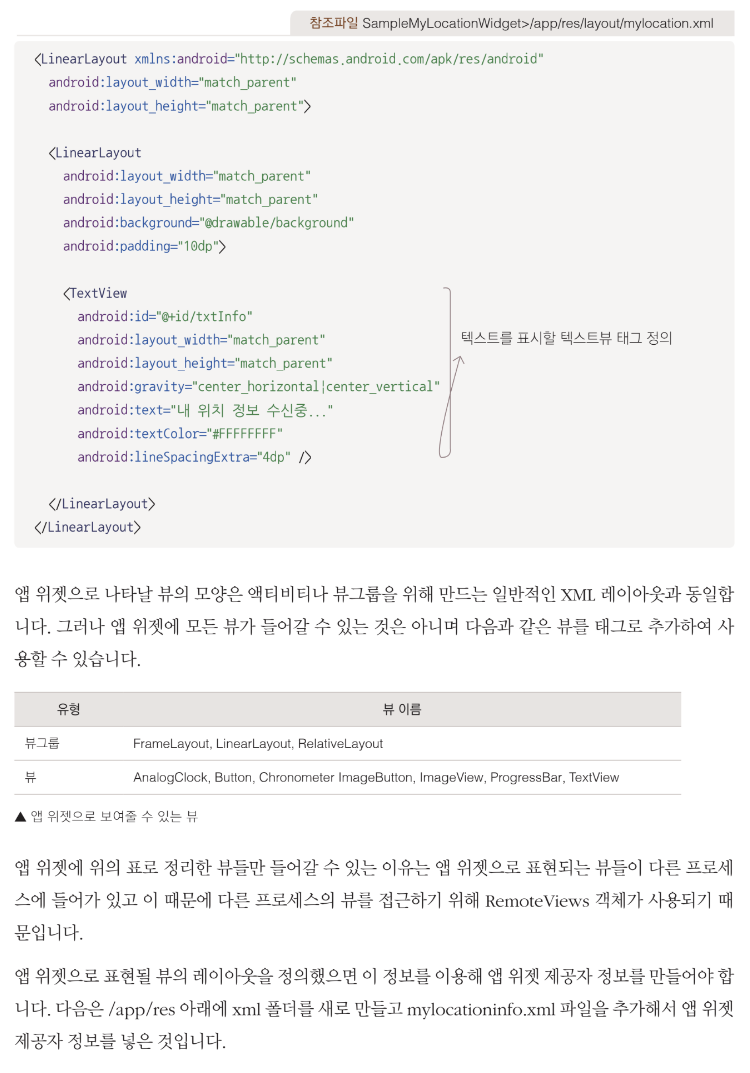 참조파일 SampleMyLocationWidget>/app/res/layout/mylocation.xml
<LinearLayout xmlns:android="http://schemas.android.com/apk/res/android"
android:layout_width="match_parent"
android:layout_height="match_parent">
<LinearLayout
android:layout_width="match_parent"
android:layout_height="match_parent"
android:background="@drawable/background"
android:padding="10dp">
<TextView
android:id="@+id/txtInfo"
android:layout_width="match_parent"
android:layout_height="match_parent"
android:gravity="center_horizontal|center_vertical"
android:text="내 위치 정보 수신중..."
android:textColor="#FFFFFFFF"
android:lineSpacingExtra="4dp" />
텍스트를 표시할 텍스트뷰 태그 정의
</LinearLayout>
</LinearLayout>
앱 위젯으로 나타날 뷰의 모양은 액티비티나 뷰그룹을 위해 만드는 일반적인 XML 레이아웃과 동일합
니다. 그러나 앱 위젯에 모든 뷰가 들어갈 수 있는 것은 아니며 다음과 같은 뷰를 태그로 추가하여 사
용할 수 있습니다.
유형 뷰 이름
뷰그룹 FrameLayout, LinearLayout, RelativeLayout
뷰 AnalogClock, Button, Chronometer ImageButton, ImageView, ProgressBar, TextView
▲ 앱 위젯으로 보여줄 수 있는 뷰
앱 위젯에 위의 표로 정리한 뷰들만 들어갈 수 있는 이유는 앱 위젯으로 표현되는 뷰들이 다른 프로세
스에 들어가 있고 이 때문에 다른 프로세스의 뷰를 접근하기 위해 RemoteViews 객체가 사용되기 때
문입니다.
앱 위젯으로 표현될 뷰의 레이아웃을 정의했으면 이 정보를 이용해 앱 위젯 제공자 정보를 만들어야 합
니다. 다음은 /app/res 아래에 xml 폴더를 새로 만들고 mylocationinfo.xml 파일을 추가해서 앱 위젯
제공자 정보를 넣은 것입니다.